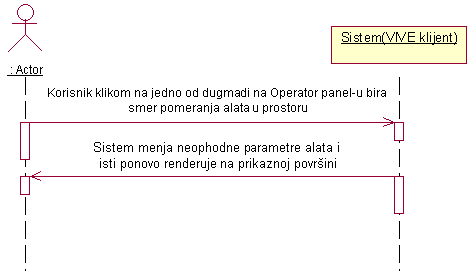 Sistem(VIVE klijent)
: Actor
Korisnik klikom na jedno od dugmadi na Operator panel-u bira
smer pomeranja alata u prostoru
Sistem menja neophodne parametre alata i
isti ponovo renderuje na prikaznoj površini